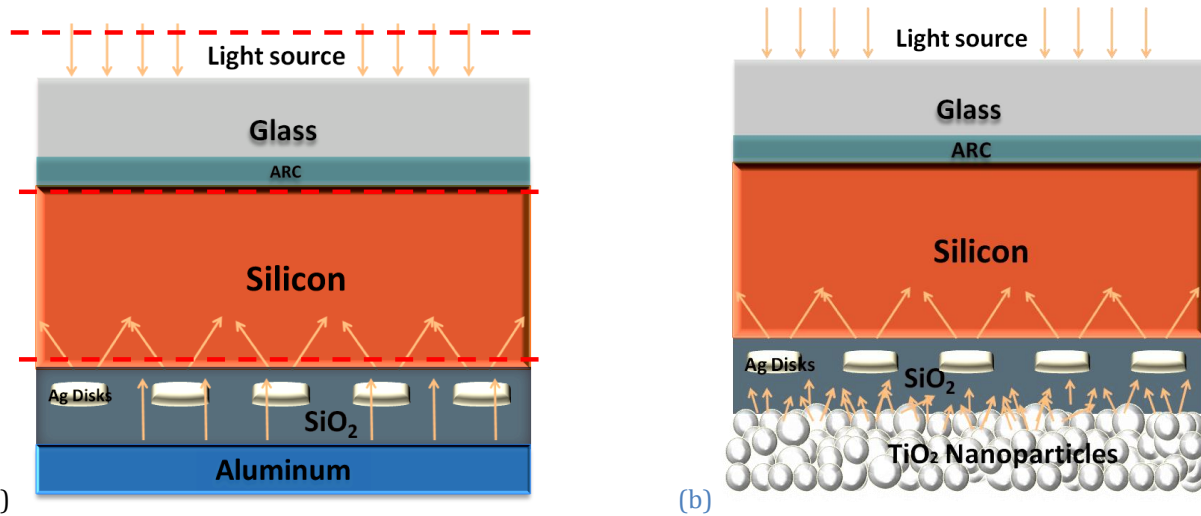 Light source
Glass
ARC
Silicon
Ag Disks
SiO₂
Aluminum
)
Light source
Glass
ARC
Silicon
Ag Disks
SiO₂
TiO₂ Nanoparticles
(b)